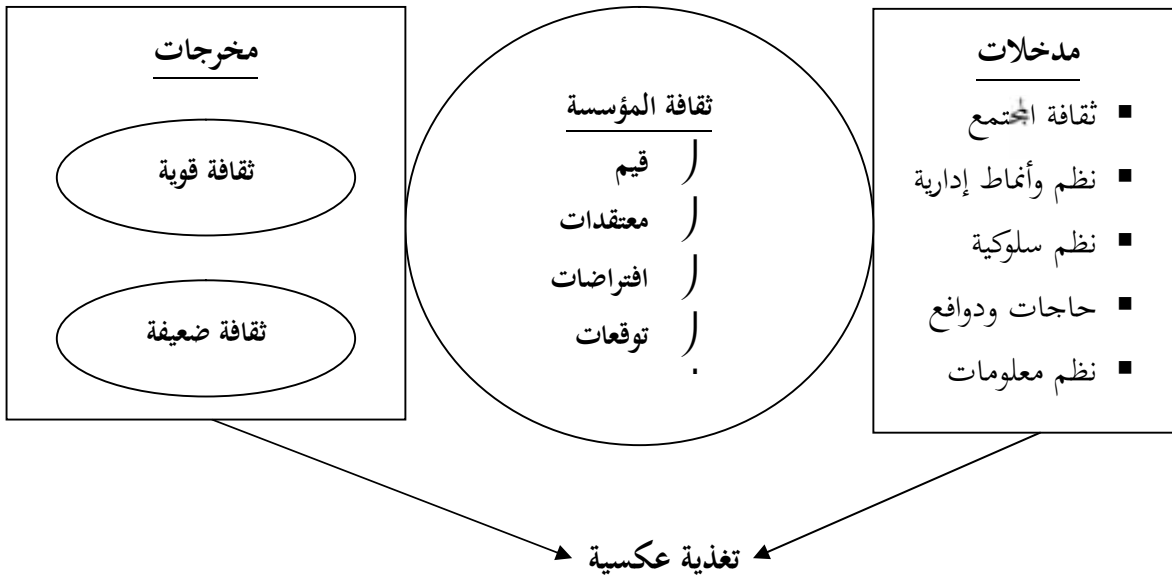 مدخلات
ثقافة المجتمع
نظم وأنماط إدارية
نظم سلوكية
حاجات ودوافع
نظم معلومات
ثقافة المؤسسة
قيم
معتقدات
افتراضات
توقعات
مخرجات
ثقافة قوية
ثقافة ضعيفة
تغذية عكسية